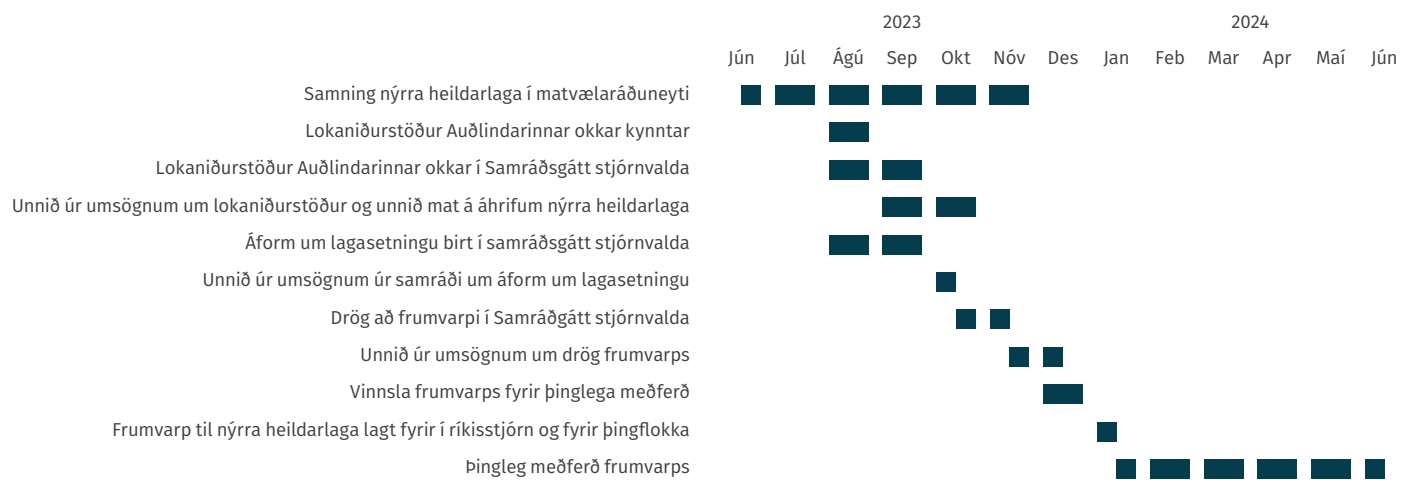 2023 2024
Jún Júl Ágú Sep Okt Nóv Des Jan Feb Mar Apr Maí Jún
Samning nýrra heildarlaga í matvælaráðuneyti
Lokaniðurstöður Auðlindarinnar okkar kynntar
Lokaniðurstöður Auðlindarinnar okkar í Samráðsgátt stjórnvalda
Unnið úr umsögnum um lokaniðurstöður og unnið mat á áhrifum nýrra heildarlaga
Áform um lagasetningu birt í samráðsgátt stjórnvalda
Unnið úr umsögnum úr samráði um áform um lagasetningu
Drög að frumvarpi í Samráðgátt stjórnvalda
Unnið úr umsögnum um drög frumvarps
Vinnsla frumvarps fyrir þinglega meðferð
Frumvarp til nýrra heildarlaga lagt fyrir í ríkisstjórn og fyrir þingflokka
Þingleg meðferð frumvarps